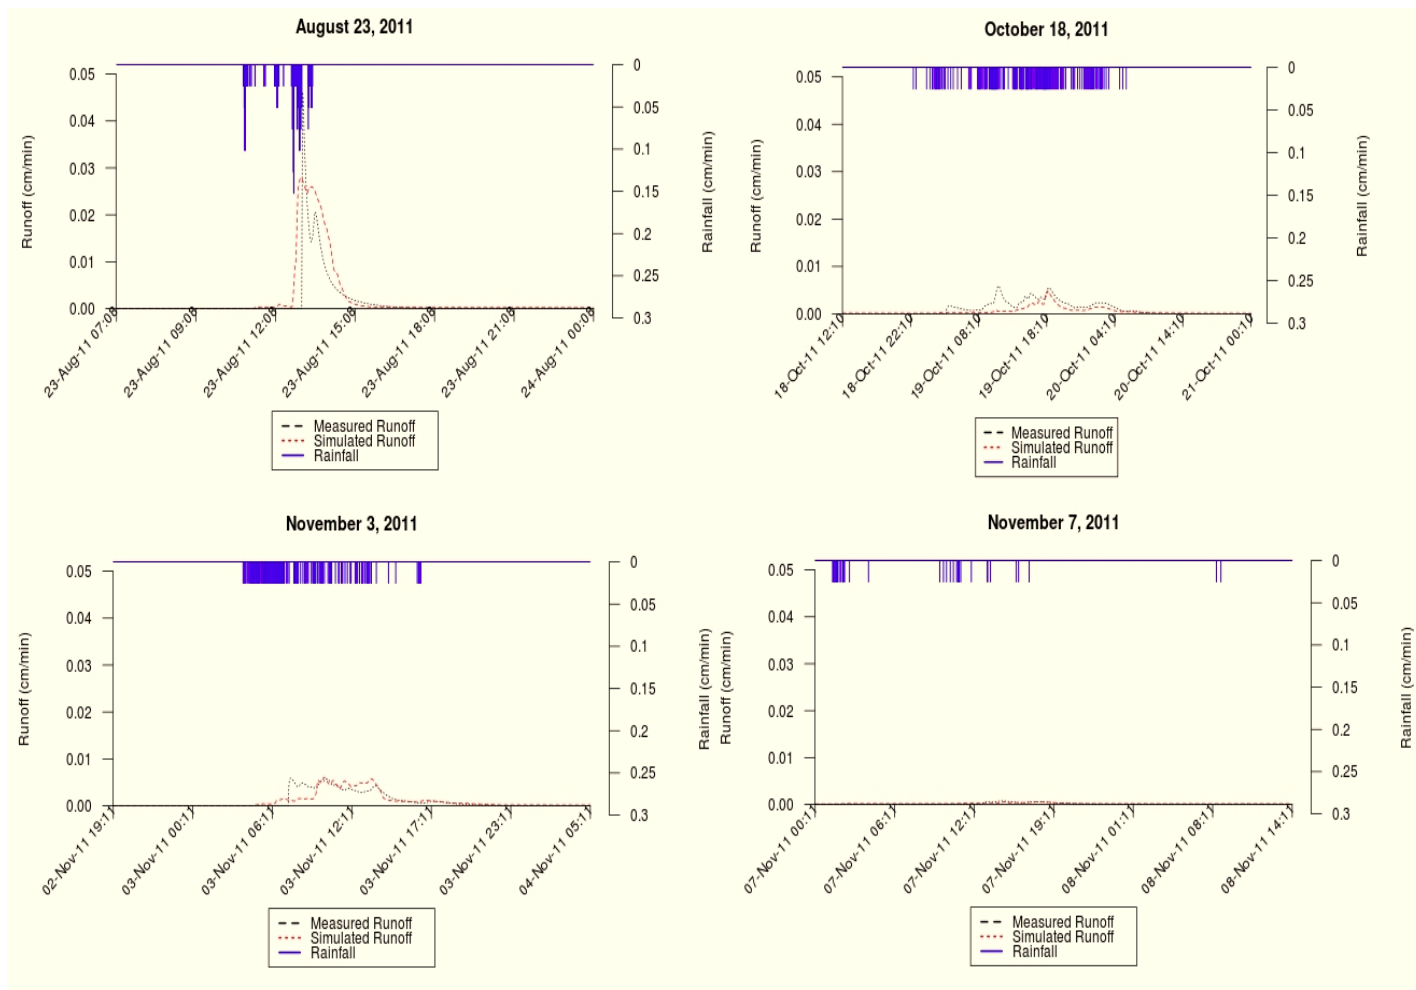 August 23, 2011
Runoff (cm/min)
0.05
0.04
0.03
0.02
0.01
0.00
0
0.05
0.1
0.15
0.2
0.25
0.3
Rainfall (cm/min)
23-Aug-11 07:08
23-Aug-11 09:08
23-Aug-11 12:08
23-Aug-11 15:08
23-Aug-11 18:08
23-Aug-11 21:08
24-Aug-11 00:08
Measured Runoff
Simulated Runoff
Rainfall
October 18, 2011
Runoff (cm/min)
0.05
0.04
0.03
0.02
0.01
0.00
0
0.05
0.1
0.15
0.2
0.25
0.3
Rainfall (cm/min)
18-Oct-11 12:10
18-Oct-11 22:10
19-Oct-11 08:10
19-Oct-11 18:10
20-Oct-11 04:10
20-Oct-11 14:10
21-Oct-11 00:10
Measured Runoff
Simulated Runoff
Rainfall
November 3, 2011
Runoff (cm/min)
0.05
0.04
0.03
0.02
0.01
0.00
0
0.05
0.1
0.15
0.2
0.25
0.3
Rainfall (cm/min)
02-Nov-11 19:11
03-Nov-11 00:11
03-Nov-11 06:11
03-Nov-11 12:11
03-Nov-11 17:11
03-Nov-11 23:11
04-Nov-11 05:11
Measured Runoff
Simulated Runoff
Rainfall
November 7, 2011
Runoff (cm/min)
0.05
0.04
0.03
0.02
0.01
0.00
0
0.05
0.1
0.15
0.2
0.25
0.3
Rainfall (cm/min)
07-Nov-11 00:11
07-Nov-11 06:11
07-Nov-11 12:11
07-Nov-11 19:11
08-Nov-11 01:11
08-Nov-11 08:11
08-Nov-11 14:11
Measured Runoff
Simulated Runoff
Rainfall